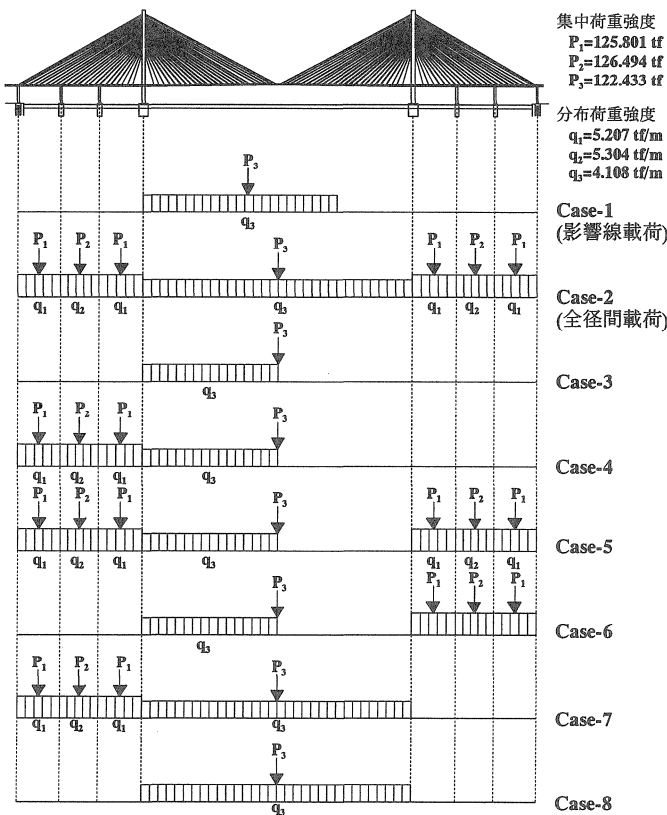 集中荷重強度
P₁=125.801 tf
P₂=126.494 tf
P₃=122.433 tf
分布荷重強度
q₁=5.207 tf/m
q₂=5.304 tf/m
q₃=4.108 tf/m
P₃
q₃
Case-1
(影響線載荷)
P₁ P₂ P₁ P₃ P₁ P₂ P₁
q₁ q₂ q₁ q₃ q₁ q₂ q₁
Case-2
(全径間載荷)
P₃
q₃
Case-3
P₁ P₂ P₁ P₃
q₁ q₂ q₁ q₃
Case-4
P₁ P₂ P₁ P₃ P₁ P₂ P₁
q₁ q₂ q₁ q₃ q₁ q₂ q₁
Case-5
P₃ P₁ P₂ P₁
q₃
Case-6
P₁ P₂ P₁ P₃
q₁ q₂ q₁ q₃
Case-7
P₃
q₃
Case-8